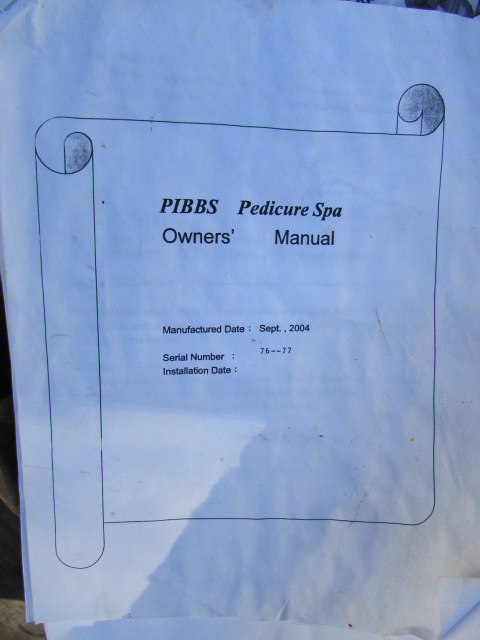 PIBBS Pedicure Spa
Owners' Manual
Manufactured Date : Sept. , 2004
Serial Number : 76--77
Installation Date :